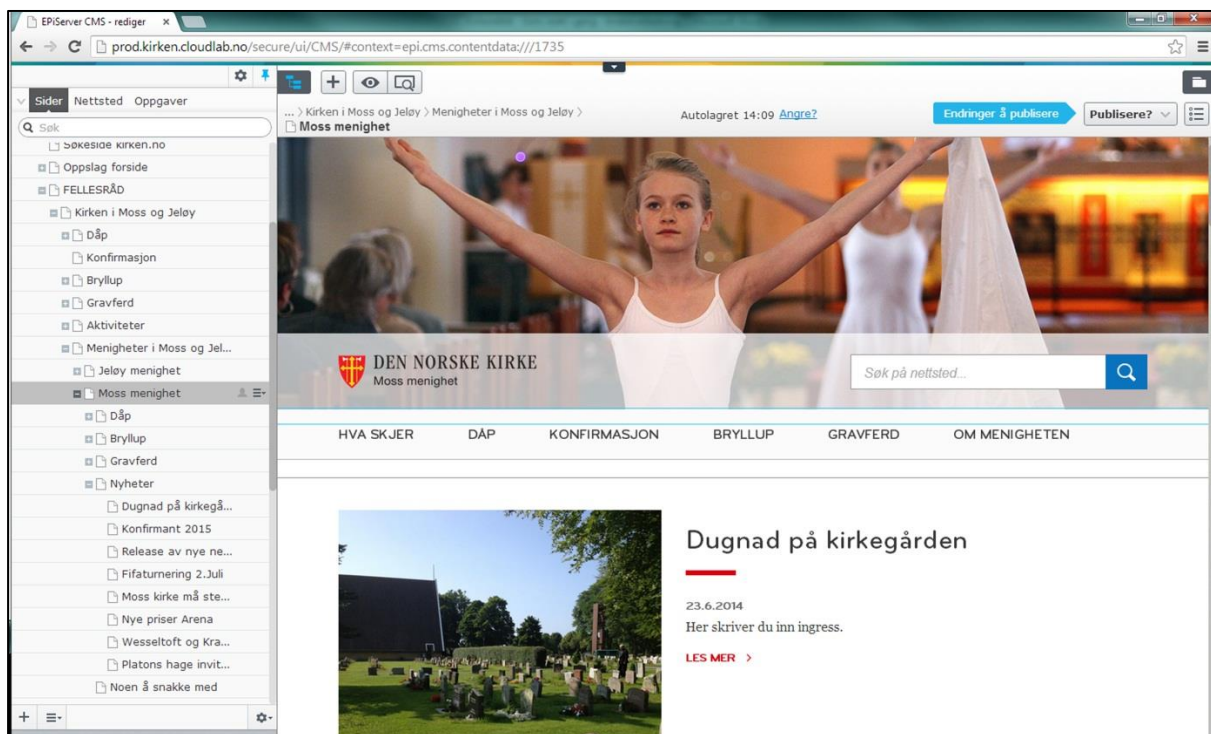 EPiServer CMS - rediger
prod.kirken.cloudlab.no/secure/ui/CMS/#context=epi.cms.contentdata:///1735
Sider Nettsted Oppgaver
Søk
Søkeside kirken.no
Oppslag forside
FELLESRÅD
Kirken i Moss og Jeløy
Dåp
Konfirmasjon
Bryllup
Gravferd
Aktiviteter
Menigheter i Moss og Jel...
Jeløy menighet
Moss menighet
Dåp
Bryllup
Gravferd
Nyheter
Dugnad på kirkegå...
Konfirmant 2015
Release av nye ne...
Fifaturnering 2.Juli
Moss kirke må ste...
Nye priser Arena
Wesseltoft og Kra...
Platons hage invit...
Noen å snakke med
... > Kirken i Moss og Jeløy > Menigheter i Moss og Jeløy >
Moss menighet
Autolagret 14:09 Angre?
Endringer å publisere
Publisere?
DEN NORSKE KIRKE
Moss menighet
Søk på nettsted...
HVA SKJER DÅP KONFIRMASJON BRYLLUP GRAVFERD OM MENIGHETEN
Dugnad på kirkegården
23.6.2014
Her skriver du inn ingress.
LES MER >